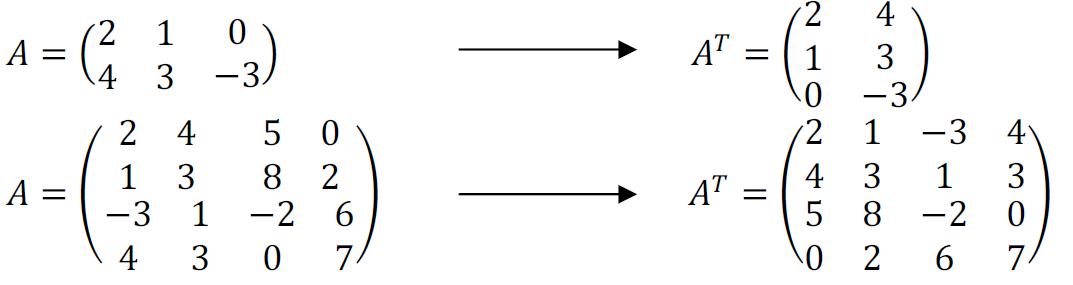 A = (2 1 0 → Aᵀ = (2 4
4 3 −3) 1 3
0 −3)
A = (2 4 5 0 → Aᵀ = (2 1 −3 4
1 3 8 2 4 3 1 3
−3 1 −2 6 5 8 −2 0
4 3 0 7) 0 2 6 7)